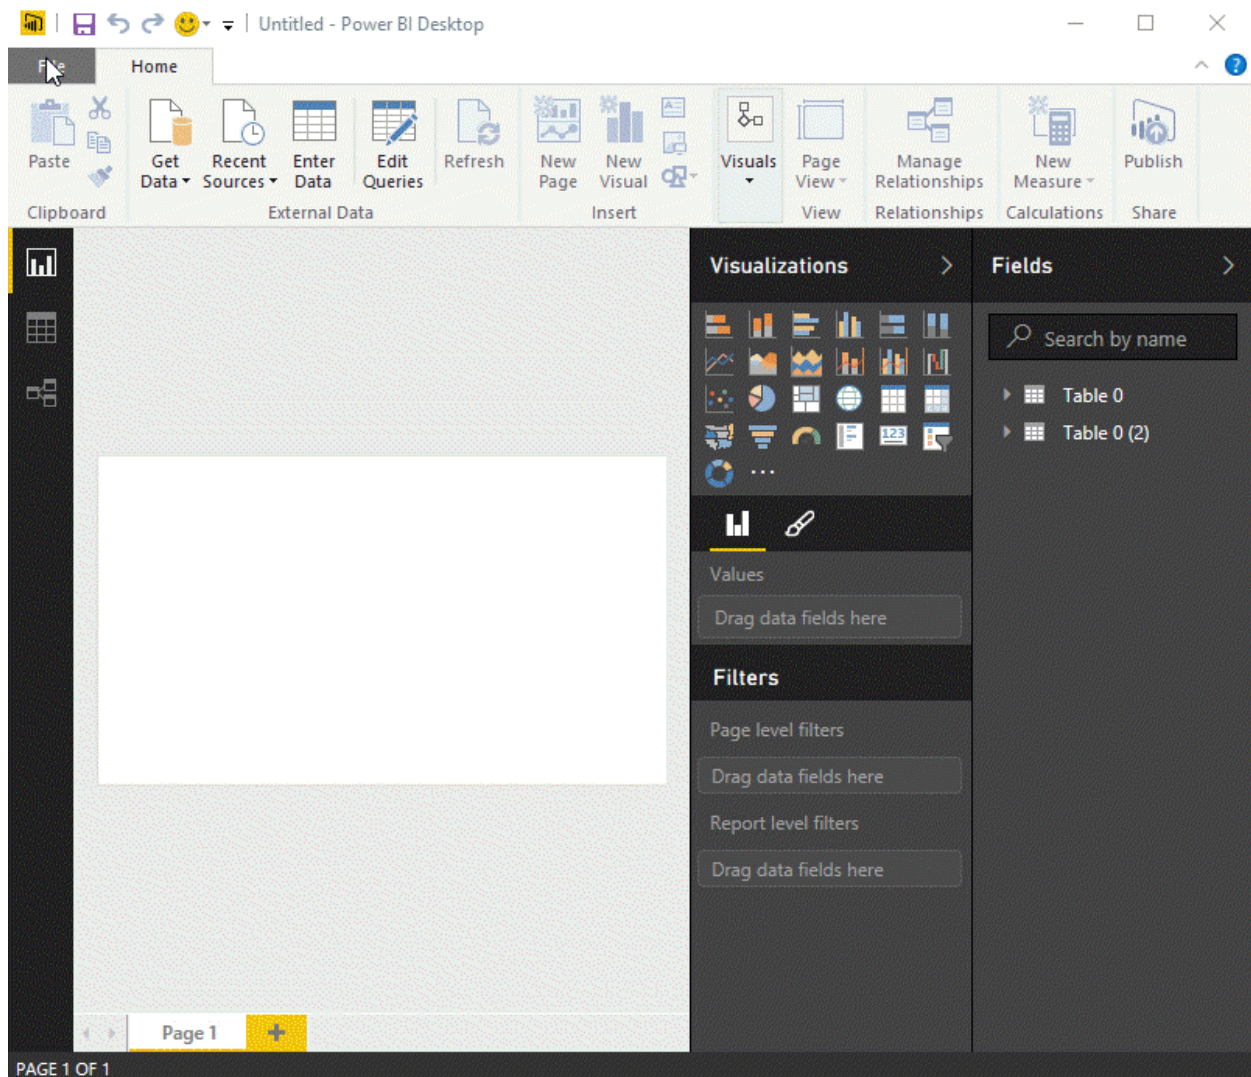 Untitled - Power BI Desktop
File
Home
Paste
Get
Data
Recent
Sources
Enter
Data
Edit
Queries
Refresh
New
Page
New
Visual
Visuals
Page
View
Manage
Relationships
New
Measure
Publish
Clipboard
External Data
Insert
View
Relationships
Calculations
Share
Visualizations
Fields
Search by name
Table 0
Table 0 (2)
123
Values
Drag data fields here
Filters
Page level filters
Drag data fields here
Report level filters
Drag data fields here
Page 1
PAGE 1 OF 1